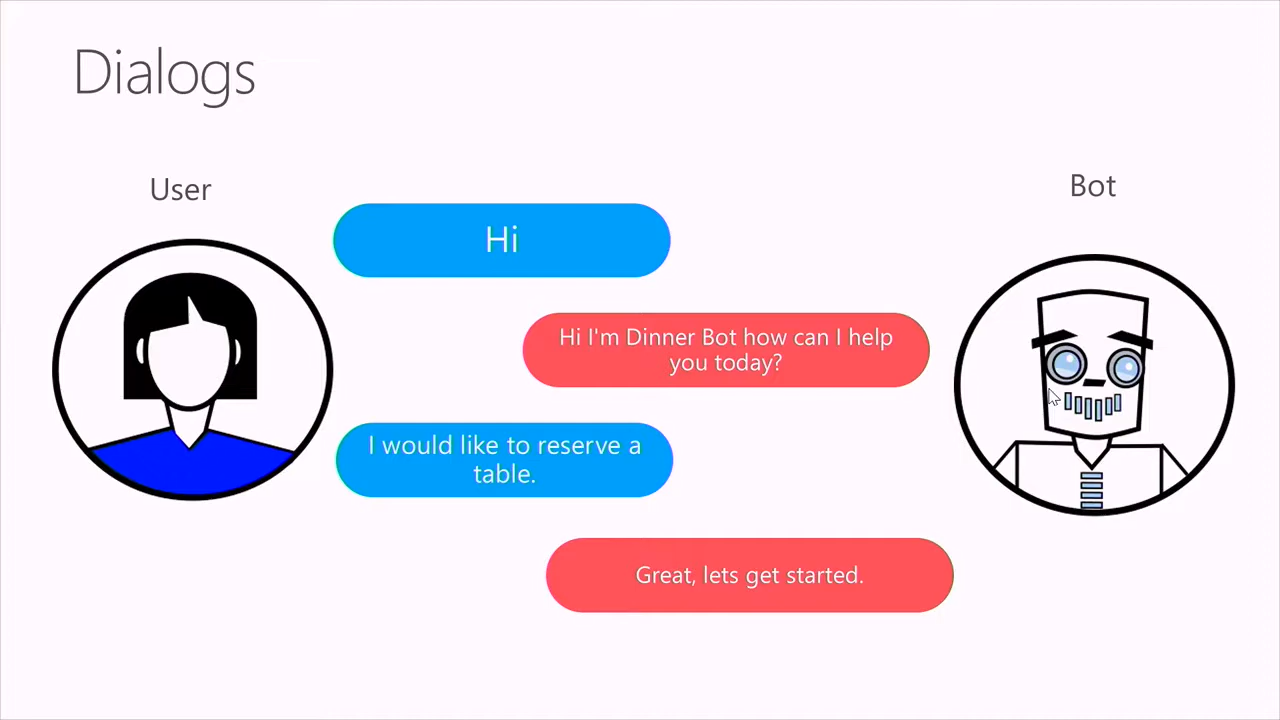 Dialogs
User
Bot
Hi
Hi I'm Dinner Bot how can I help
you today?
I would like to reserve a
table.
Great, lets get started.